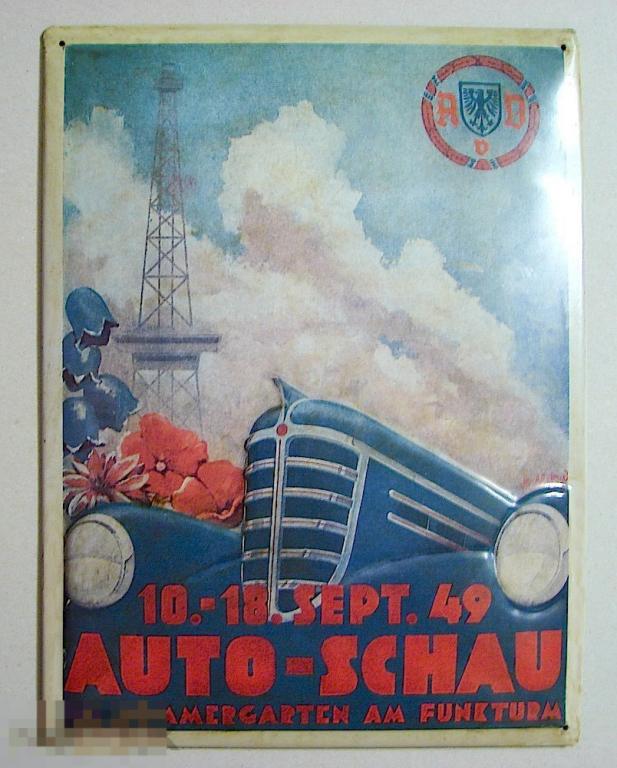 A D
V
10.-18. SEPT. 49
AUTO-SCHAU
AM FUNKTURM